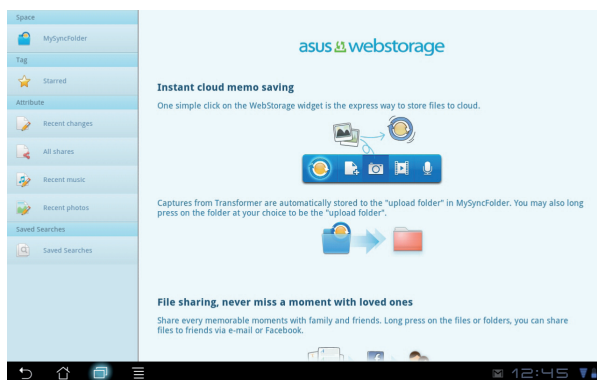 Space
MySyncFolder
Tag
Starred
Attribute
Recent changes
All shares
Recent music
Recent photos
Saved Searches
Saved Searches
asus webstorage
Instant cloud memo saving
One simple click on the WebStorage widget is the express way to store files to cloud.
Captures from Transformer are automatically stored to the "upload folder" in MySyncFolder. You may also long
press on the folder at your choice to be the "upload folder".
File sharing, never miss a moment with loved ones
Share every memorable moments with family and friends. Long press on the files or folders, you can share
files to friends via e-mail or Facebook.
12:45